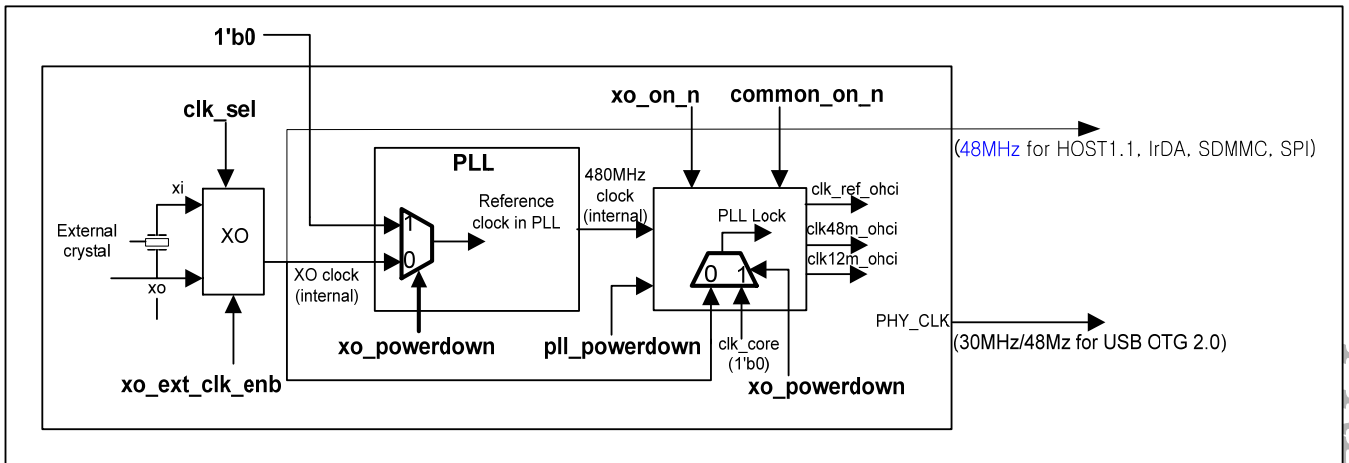 1'b0
clk_sel
xo_on_n
common_on_n
(48MHz for HOST1.1, IrDA, SDMMC, SPI)
PLL
480MHz
clock
(internal)
xi
External
crystal
XO
xo
XO clock
(internal)
1
0
Reference
clock in PLL
PLL Lock
0
1
clk_ref_ohci
clk48m_ohci
clk12m_ohci
PHY_CLK
(30MHz/48Mz for USB OTG 2.0)
xo_powerdown
pll_powerdown
clk_core
(1'b0)
xo_powerdown
xo_ext_clk_enb